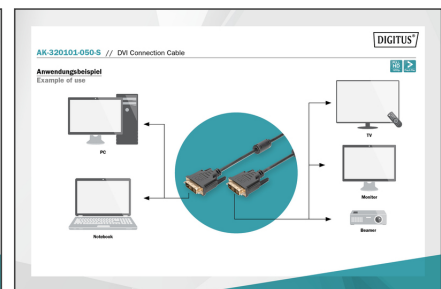 DIGITUS®
AK-320101-050-S // DVI Connection Cable
Anwendungsbeispiel
Example of use
PC
TV
Monitor
Notebook
Beamer